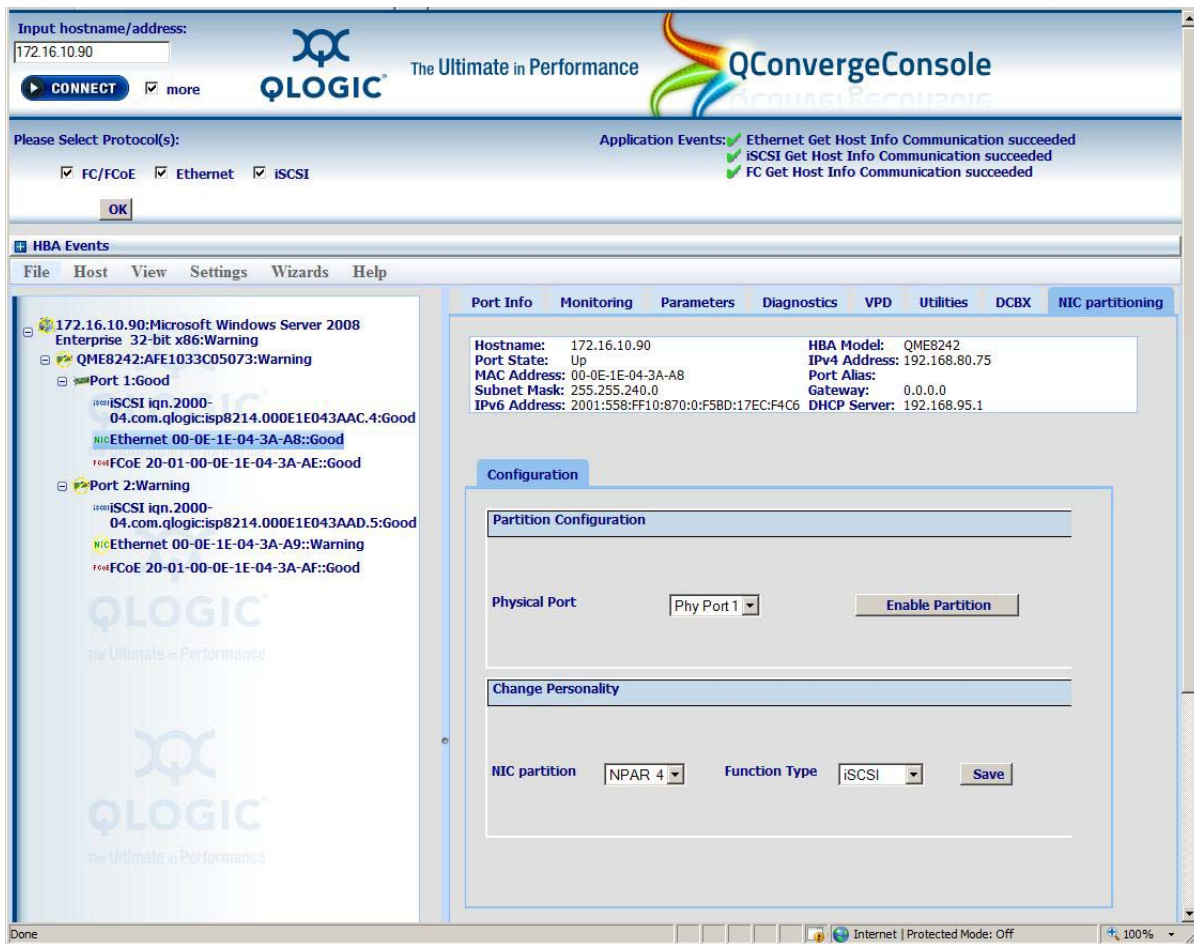 Input hostname/address:
172.16.10.90
CONNECT
more
QLOGIC
The Ultimate in Performance
QConvergeConsole
Please Select Protocol(s):
FC/FCoE
Ethernet
iSCSI
OK
Application Events:
Ethernet Get Host Info Communication succeeded
iSCSI Get Host Info Communication succeeded
FC Get Host Info Communication succeeded
HBA Events
File Host View Settings Wizards Help
172.16.10.90:Microsoft Windows Server 2008
Enterprise 32-bit x86:Warning
QME8242:AFE1033C05073:Warning
Port 1:Good
iSCSI iqn.2000-
04.com.qlogic:isp8214.000E1E043AAC.4:Good
NIC Ethernet 00-0E-1E-04-3A-A8::Good
FCoE FCoE 20-01-00-0E-1E-04-3A-AE::Good
Port 2:Warning
iSCSI iqn.2000-
04.com.qlogic:isp8214.000E1E043AAD.5:Good
NIC Ethernet 00-0E-1E-04-3A-A9::Warning
FCoE FCoE 20-01-00-0E-1E-04-3A-AF::Good
QLOGIC
The Ultimate in Performance
QLOGIC
The Ultimate in Performance
Port Info Monitoring Parameters Diagnostics VPD Utilities DCBX NIC partitioning
Hostname: 172.16.10.90 HBA Model: QME8242
Port State: Up IPv4 Address: 192.168.80.75
MAC Address: 00-0E-1E-04-3A-A8 Port Alias:
Subnet Mask: 255.255.240.0 Gateway: 0.0.0.0
IPv6 Address: 2001:558:FF10:870:0:F5BD:17EC:F4C6 DHCP Server: 192.168.95.1
Configuration
Partition Configuration
Physical Port Phy Port 1 Enable Partition
Change Personality
NIC partition NPAR 4 Function Type iSCSI Save
Done Internet | Protected Mode: Off 100%